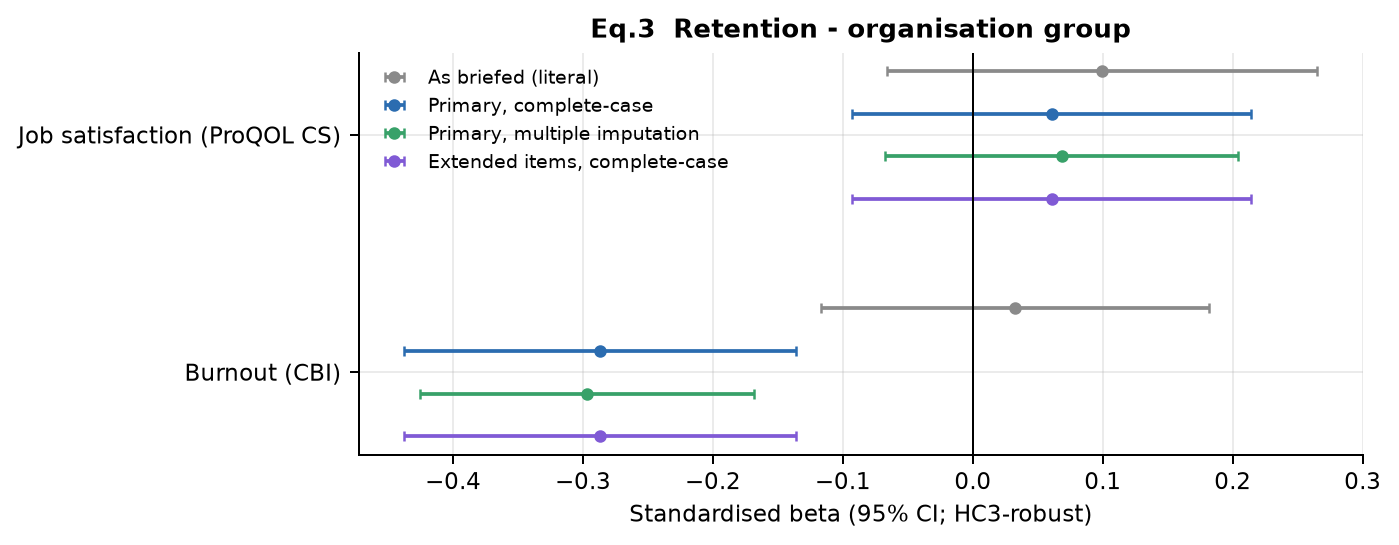 Eq.3  Retention - organisation group
As briefed (literal)
Primary, complete-case
Primary, multiple imputation
Extended items, complete-case
Job satisfaction (ProQOL CS)
Burnout (CBI)
−0.4 −0.3 −0.2 −0.1 0.0 0.1 0.2 0.3
Standardised beta (95% CI; HC3-robust)